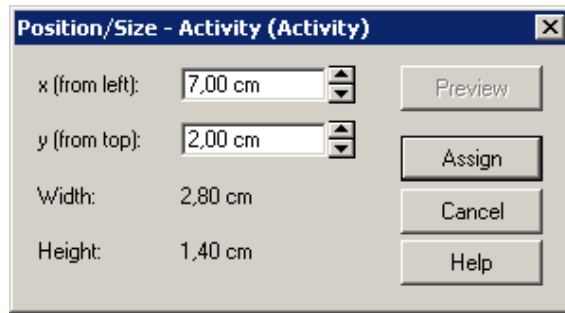 Position/Size - Activity (Activity)
x (from left): 7,00 cm
Preview
y (from top): 2,00 cm
Assign
Width: 2,80 cm
Cancel
Height: 1,40 cm
Help